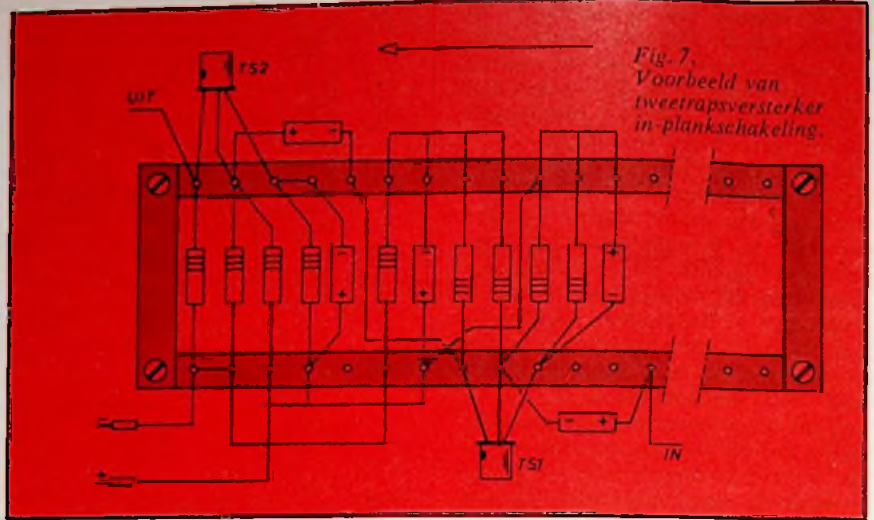 Fig. 7.
Voorbeeld van
tweetrapsversterker
in-plankschakeling.
TS2
UIT
+ -
- - +
+ +
- +
TS1
IN
-
+